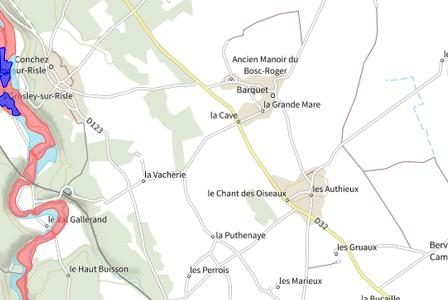 Conchez
-sur-Risle
Grosley-sur-Risle
Ancien Manoir du
Bosc-Roger
Barquet
la Grande Mare
la Cave
D123
la Vacherie
le Chant des Oiseaux
les Authieux
D32
le Val Gallerand
la Puthenaye
les Gruaux
Berv
Cam
le Haut Buisson
les Perrois
les Marieux
la Bucaille